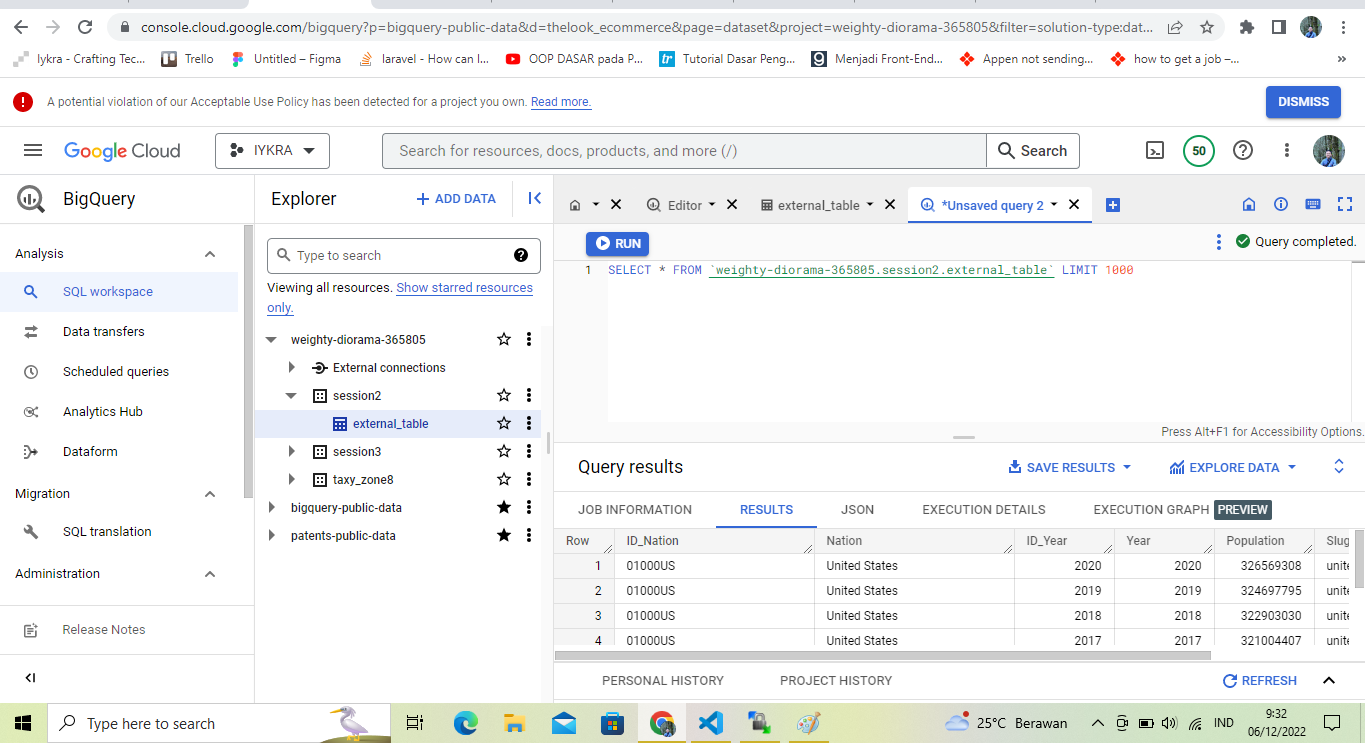 console.cloud.google.com/bigquery?p=bigquery-public-data&d=thelook_ecommerce&page=dataset&project=weighty-diorama-365805&filter=solution-type:dat...
Iykra - Crafting Tec...
Trello
Untitled – Figma
laravel - How can I...
OOP DASAR pada P...
Tutorial Dasar Peng...
Menjadi Front-End...
Appen not sending...
how to get a job –...
»
A potential violation of our Acceptable Use Policy has been detected for a project you own. Read more.
DISMISS
Google Cloud
IYKRA
Search for resources, docs, products, and more (/)
Search
50
BigQuery
Analysis
SQL workspace
Data transfers
Scheduled queries
Analytics Hub
Dataform
Migration
SQL translation
Administration
Release Notes
Explorer
+ ADD DATA
Type to search
Viewing all resources. Show starred resources
only.
weighty-diorama-365805
External connections
session2
external_table
session3
taxy_zone8
bigquery-public-data
patents-public-data
Editor
external_table
*Unsaved query 2
RUN
Query completed.
1 SELECT * FROM `weighty-diorama-365805.session2.external_table` LIMIT 1000
Press Alt+F1 for Accessibility Options.
Query results
SAVE RESULTS
EXPLORE DATA
JOB INFORMATION
RESULTS
JSON
EXECUTION DETAILS
EXECUTION GRAPH PREVIEW
Row ID_Nation Nation ID_Year Year Population Slug
1 01000US United States 2020 2020 326569308 unite
2 01000US United States 2019 2019 324697795 unite
3 01000US United States 2018 2018 322903030 unite
4 01000US United States 2017 2017 321004407 unite
PERSONAL HISTORY
PROJECT HISTORY
REFRESH
Type here to search
25°C Berawan
IND
9:32
06/12/2022